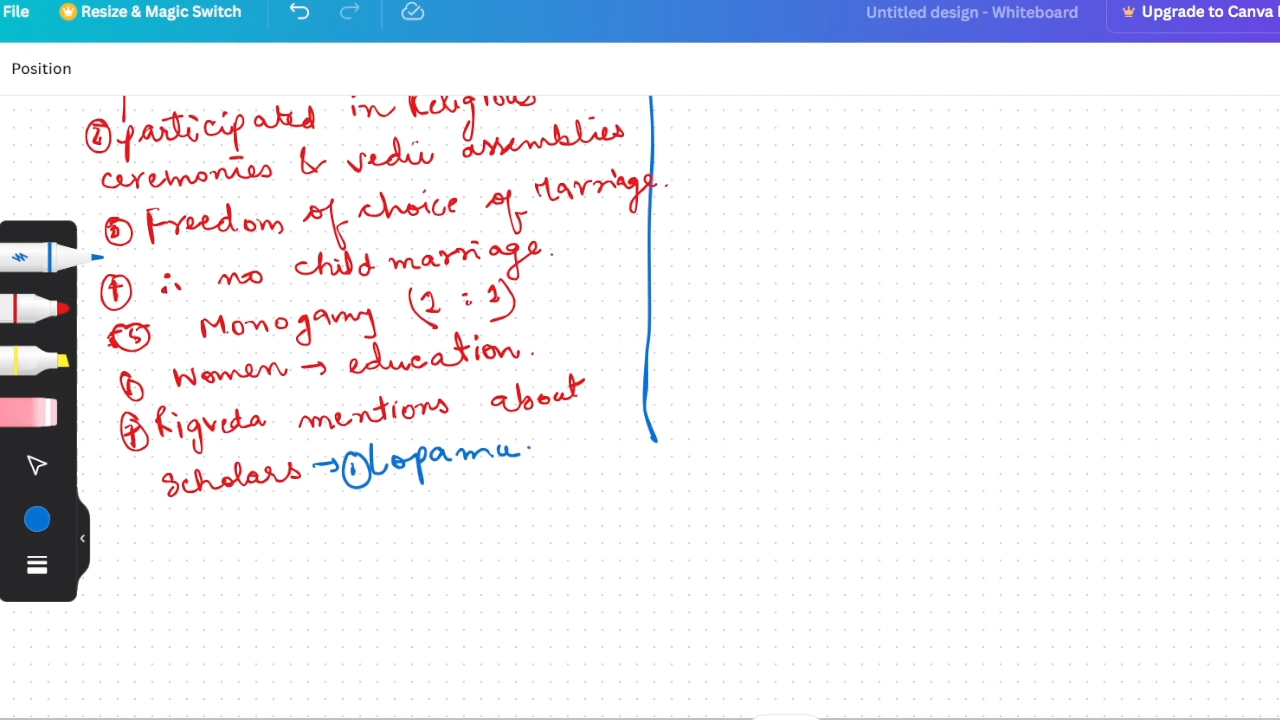 File Resize & Magic Switch Untitled design - Whiteboard Upgrade to Canva
Position
in Religious
② participated
ceremonies & vedic assemblies
③ Freedom of choice of Marriage.
④ ∴ no child marriage.
⑤ Monogamy (1 : 1)
⑥ Women → education.
⑦ Rigveda mentions about
scholars → ① Lopamu